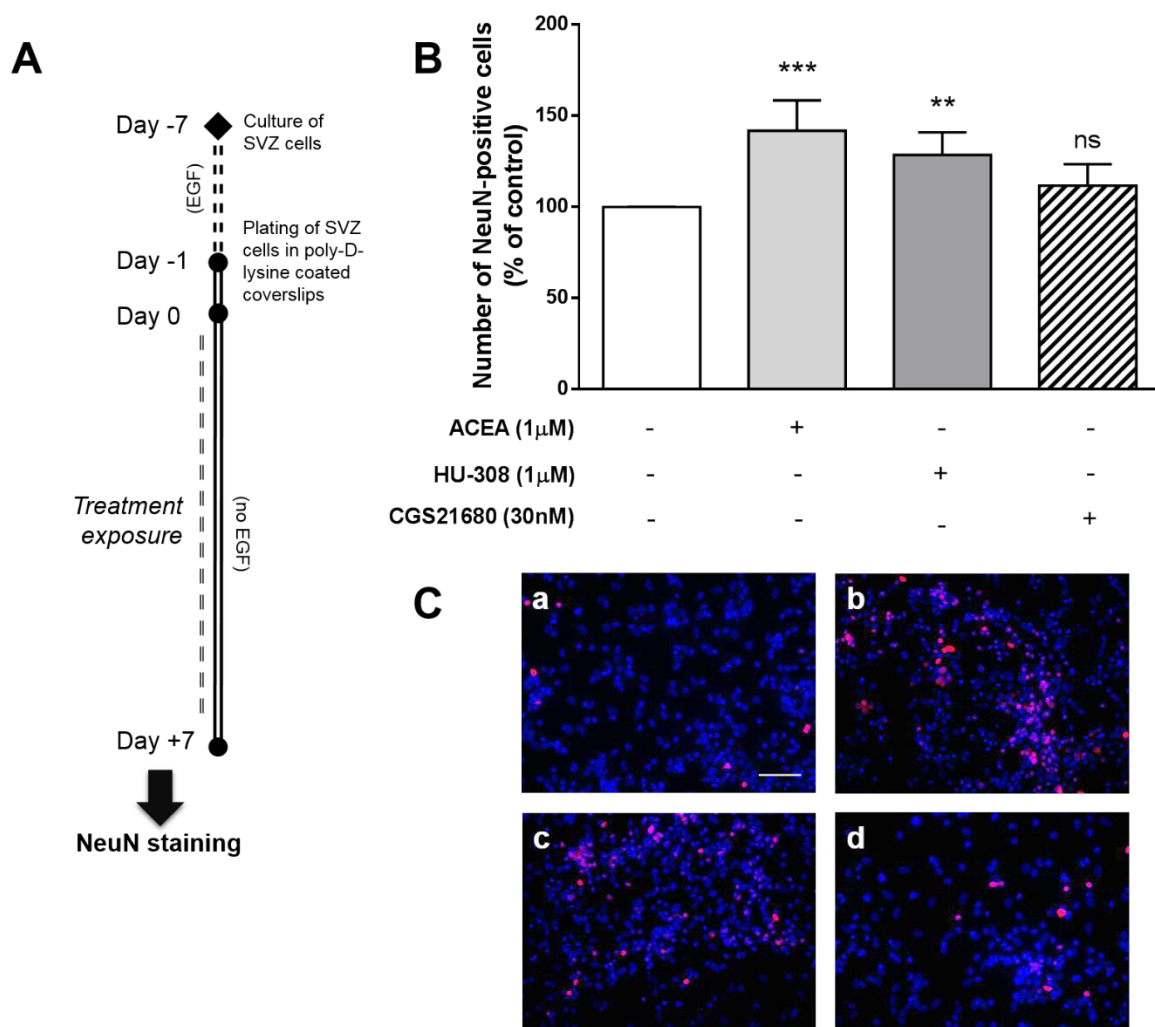 A
Day -7
Culture of
SVZ cells
(EGF)
Day -1
Plating of SVZ
cells in poly-D-
lysine coated
coverslips
Day 0
Treatment
exposure
(no EGF)
Day +7
NeuN staining
B
Number of NeuN-positive cells
(% of control)
200
150
100
50
0
***
**
ns
ACEA (1μM) - + - -
HU-308 (1μM) - - + -
CGS21680 (30nM) - - - +
C
a
b
c
d